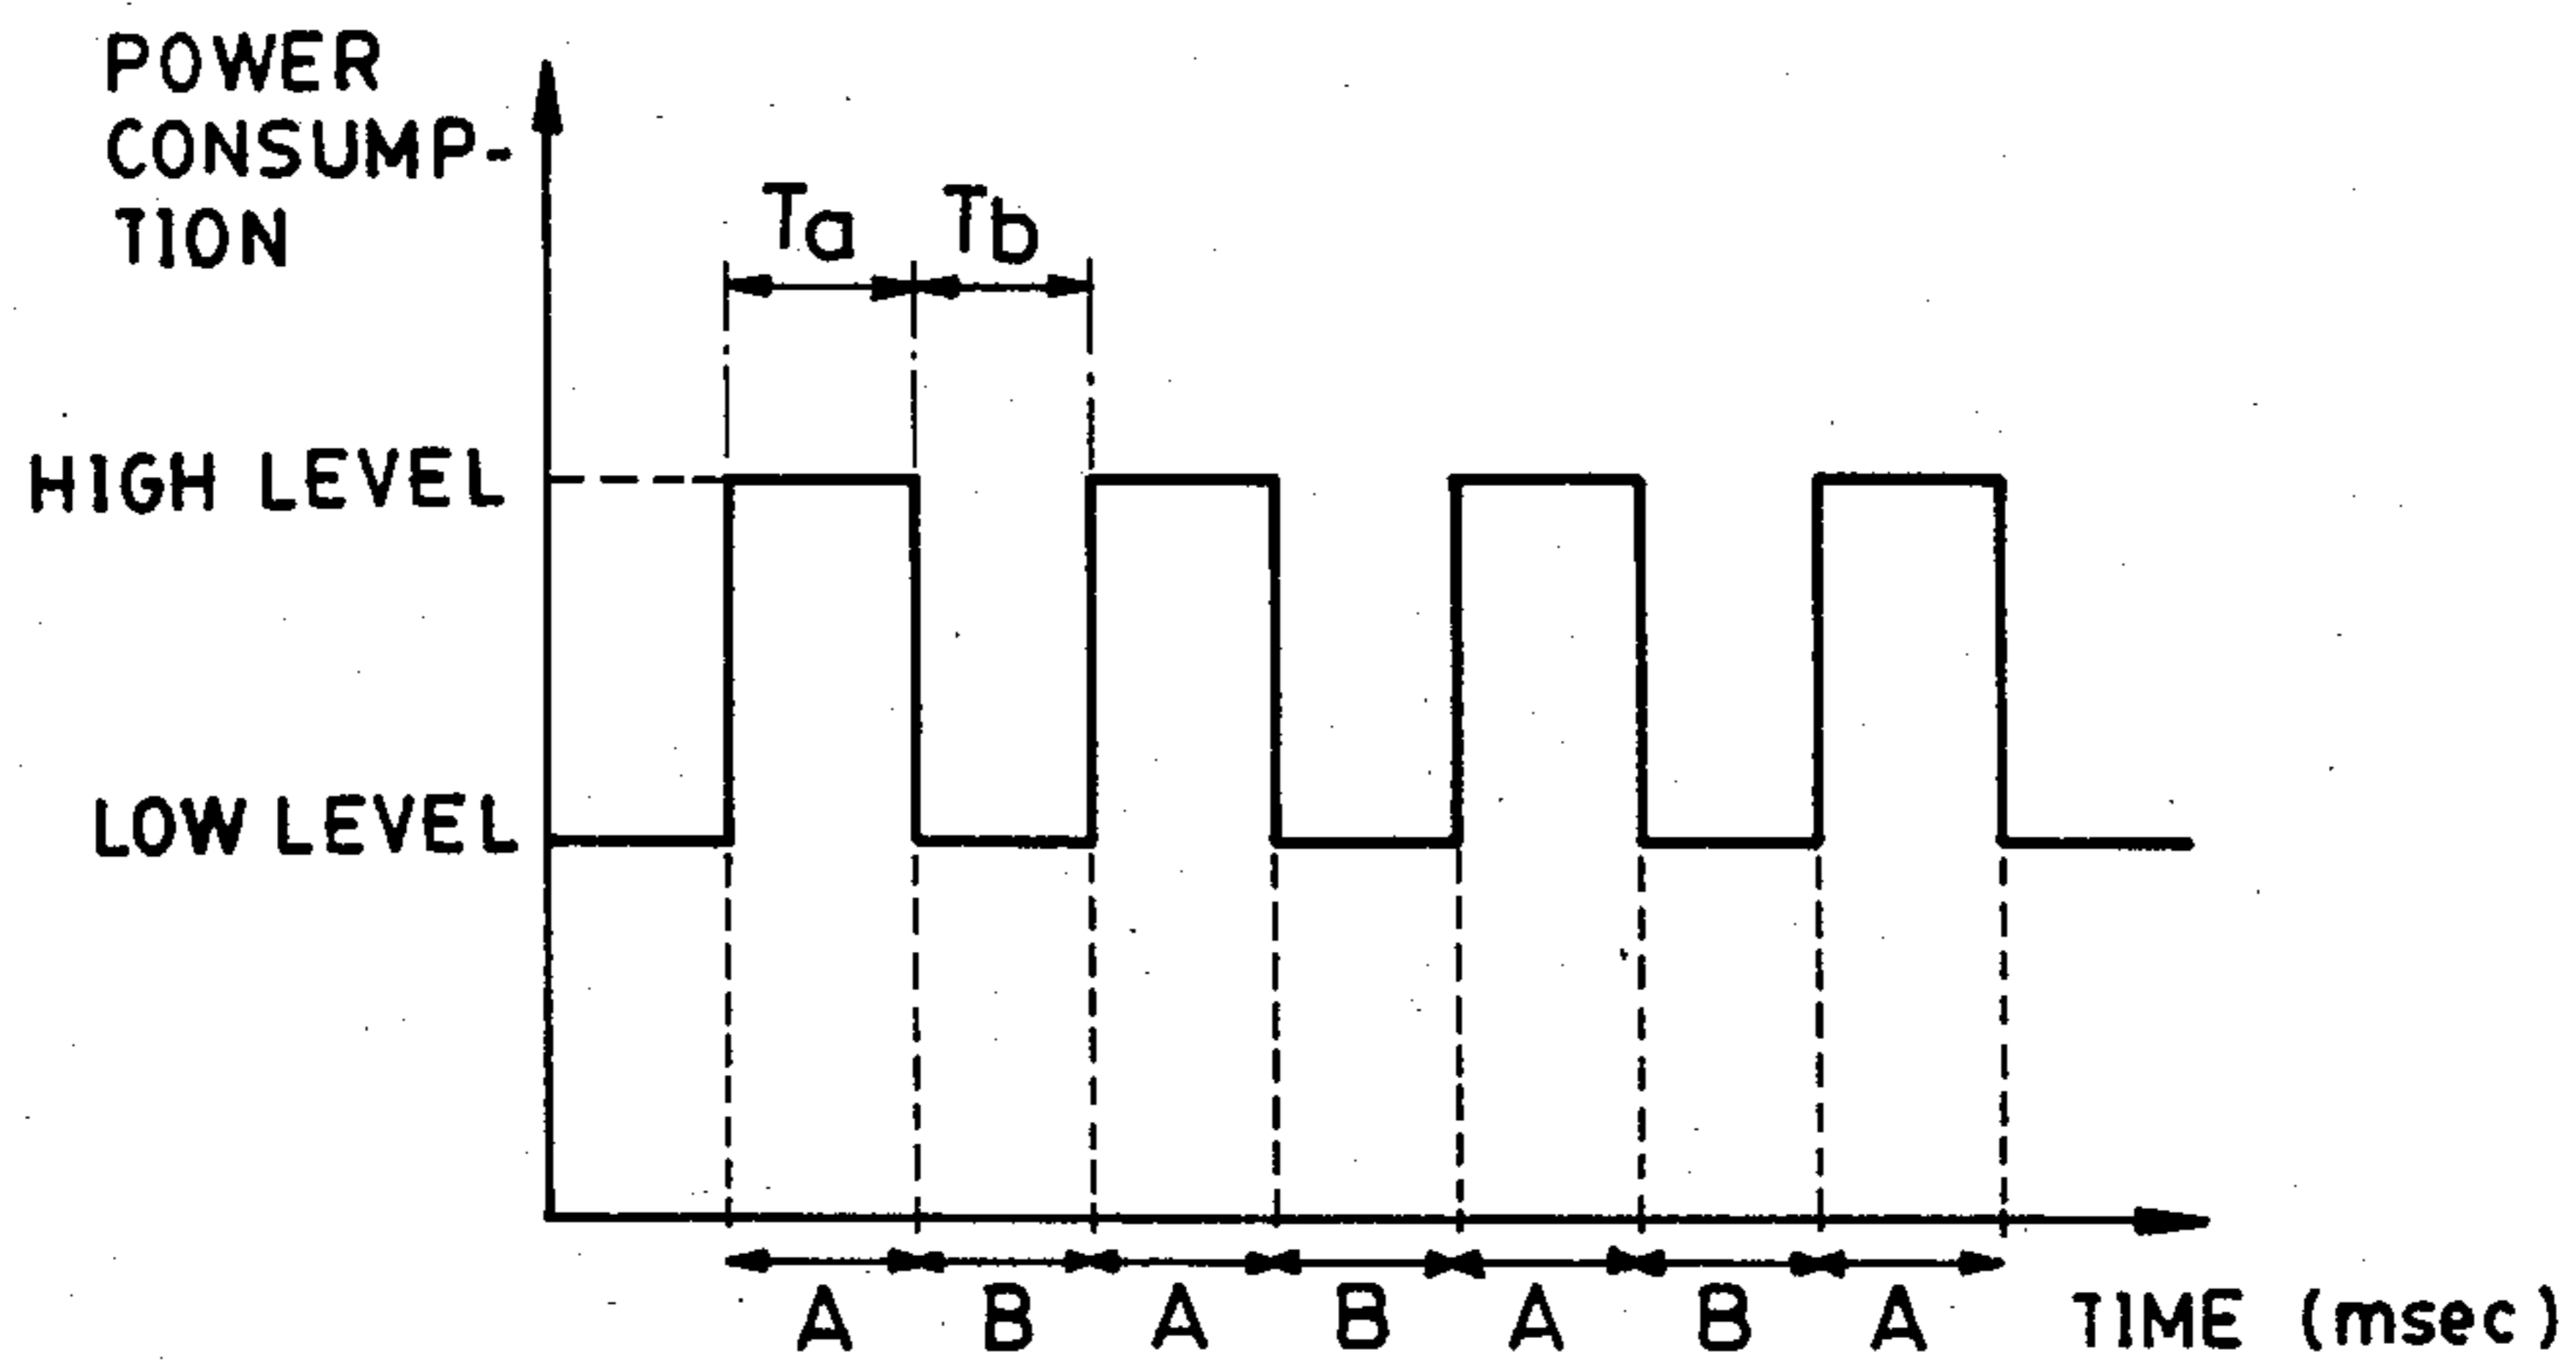 POWER
CONSUMP-
TION
Ta Tb
HIGH LEVEL
LOW LEVEL
A B A B A B A TIME (msec)